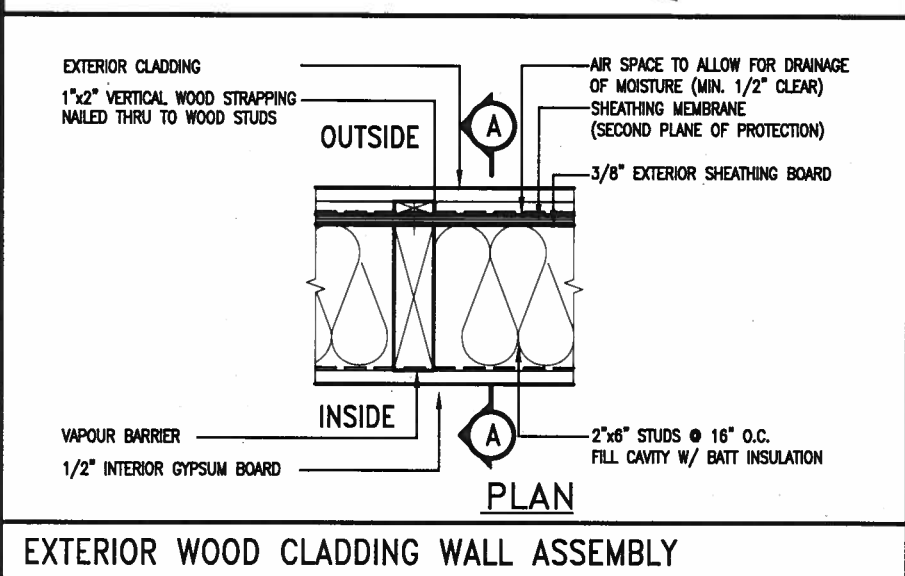 EXTERIOR CLADDING
1"x2" VERTICAL WOOD STRAPPING
NAILED THRU TO WOOD STUDS
OUTSIDE
A
AIR SPACE TO ALLOW FOR DRAINAGE
OF MOISTURE (MIN. 1/2" CLEAR)
SHEATHING MEMBRANE
(SECOND PLANE OF PROTECTION)
3/8" EXTERIOR SHEATHING BOARD
INSIDE
A
VAPOUR BARRIER
1/2" INTERIOR GYPSUM BOARD
2"x6" STUDS @ 16" O.C.
FILL CAVITY W/ BATT INSULATION
PLAN
EXTERIOR WOOD CLADDING WALL ASSEMBLY